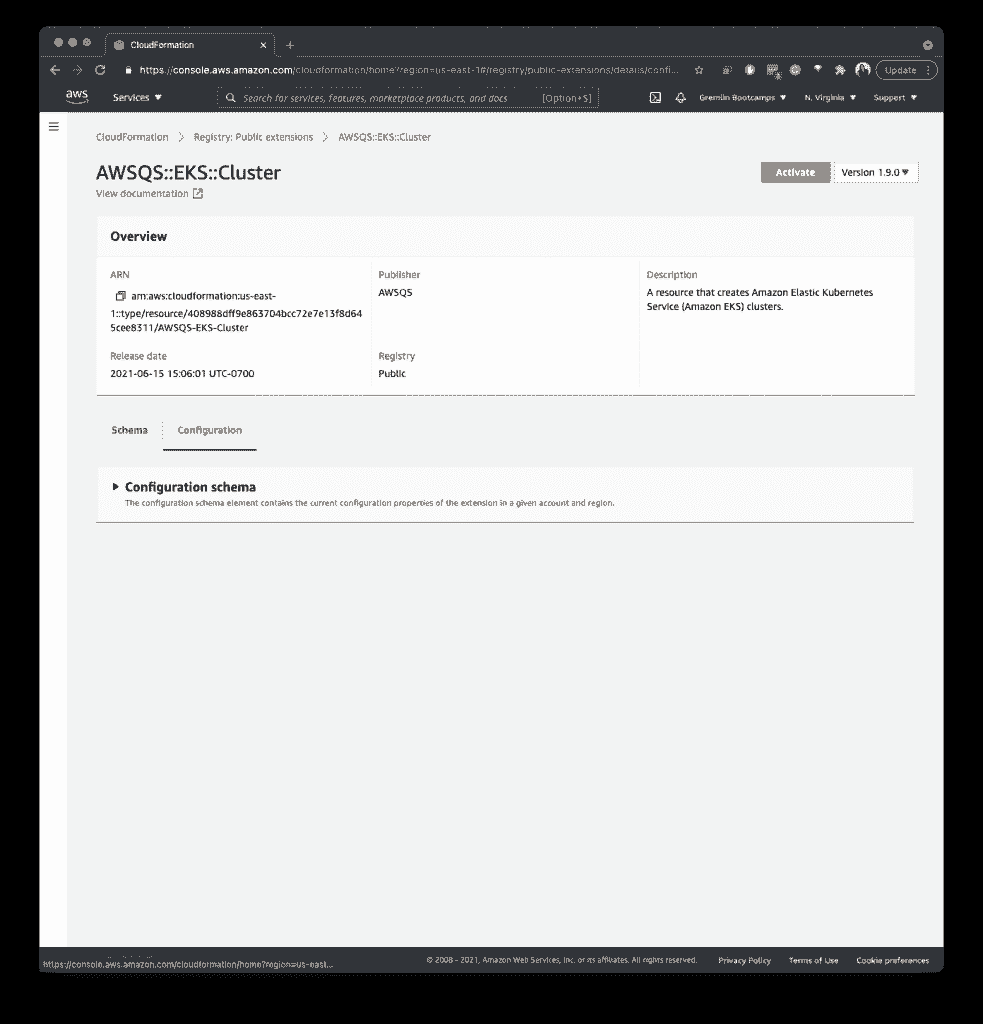 CloudFormation
https://console.aws.amazon.com/cloudformation/home?region=us-east-1#/registry/public-extensions/details/confi...
Update
aws
Services
Search for services, features, marketplace products, and docs
[Option+S]
Gremlin Bootcamps
N. Virginia
Support
CloudFormation
Registry: Public extensions
AWSQS::EKS::Cluster
AWSQS::EKS::Cluster
Activate
Version 1.9.0
View documentation
Overview
ARN
arn:aws:cloudformation:us-east-
1::type/resource/408988dff9e863704bcc72e7e13f8d64
5cee8311/AWSQS-EKS-Cluster
Publisher
AWSQS
Description
A resource that creates Amazon Elastic Kubernetes
Service (Amazon EKS) clusters.
Release date
2021-06-15 15:06:01 UTC-0700
Registry
Public
Schema
Configuration
Configuration schema
The configuration schema element contains the current configuration properties of the extension in a given account and region.
https://console.aws.amazon.com/cloudformation/home?region=us-east...
© 2008 - 2021, Amazon Web Services, Inc. or its affiliates. All rights reserved.
Privacy Policy
Terms of Use
Cookie preferences